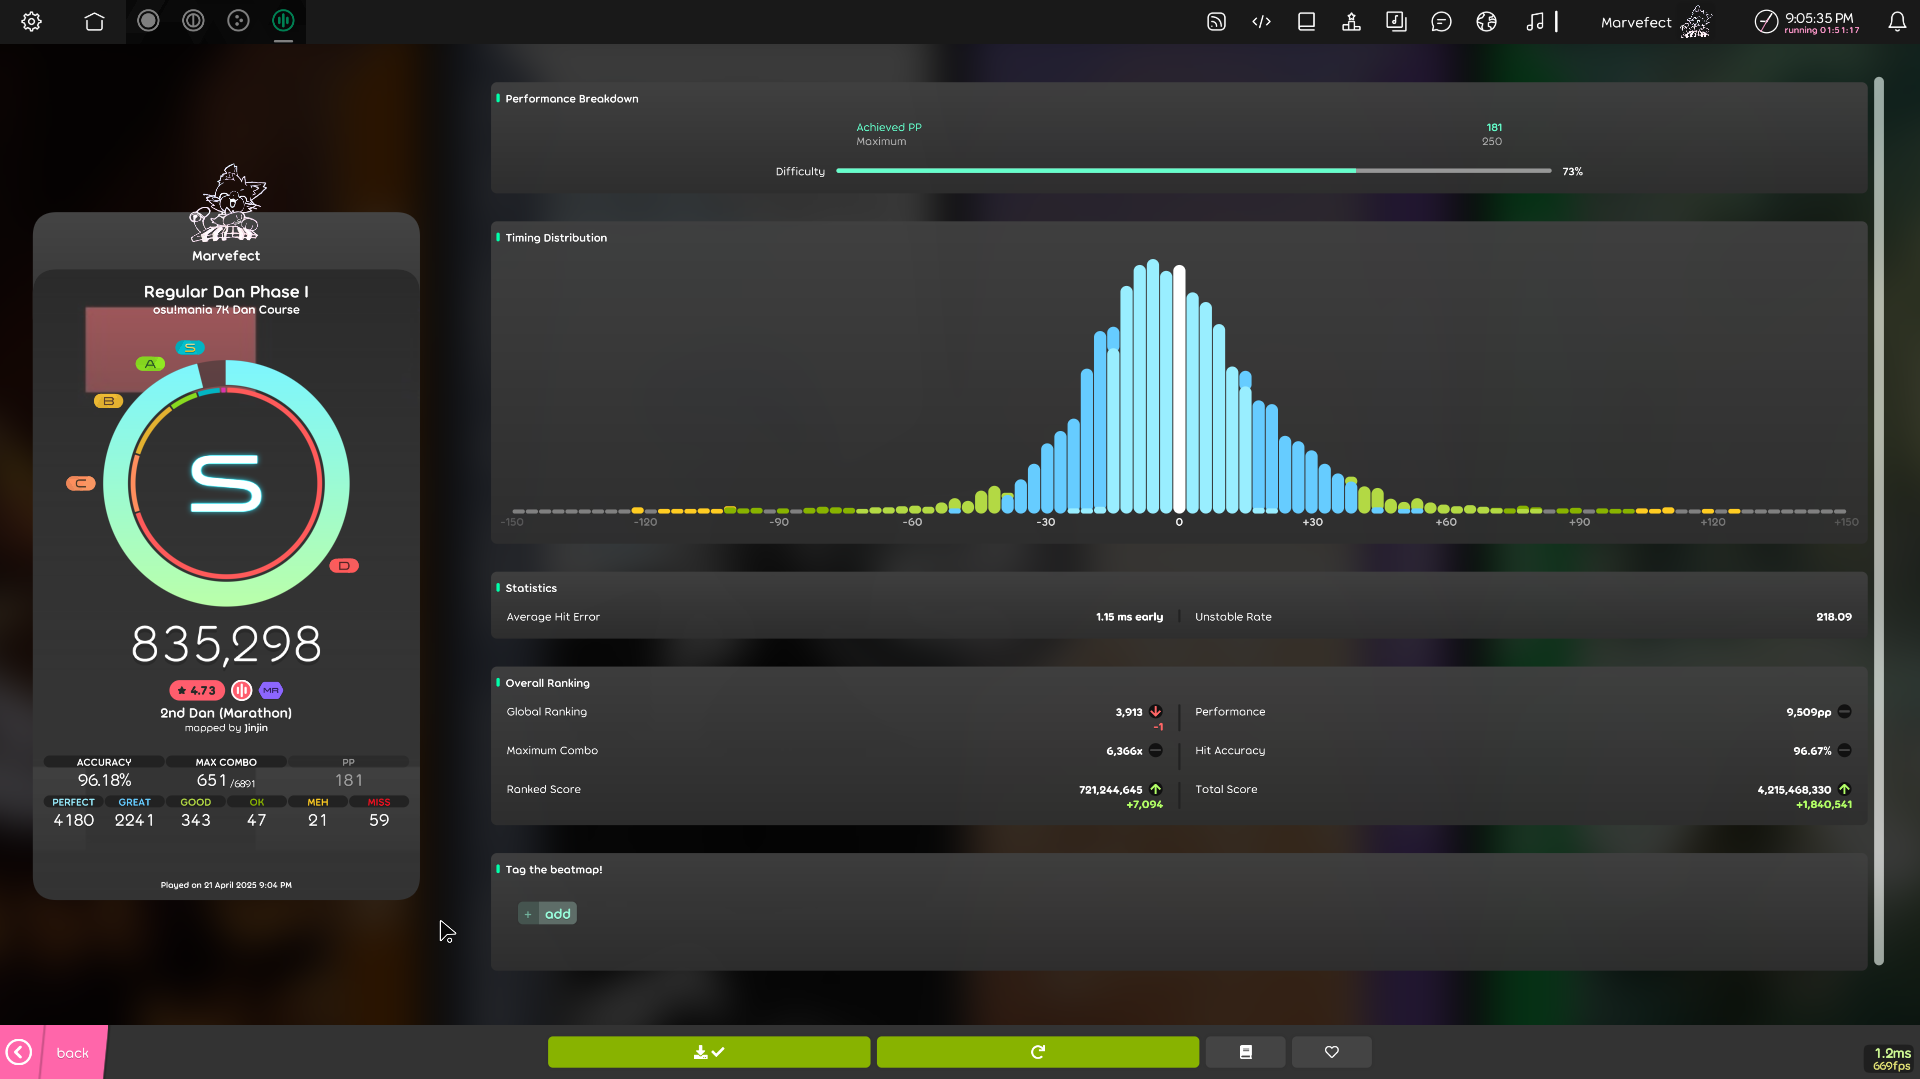 Marvefect
9:05:35 PM
running 01:51:17
Marvefect
Regular Dan Phase I
osu!mania 7K Dan Course
S
A
B
C
D
S
835,298
4.73
MR
2nd Dan (Marathon)
mapped by Jinjin
ACCURACY MAX COMBO PP
96.18% 651/6891 181
PERFECT GREAT GOOD OK MEH MISS
4180 2241 343 47 21 59
Played on 21 April 2025 9:04 PM
Performance Breakdown
Achieved PP 181
Maximum 250
Difficulty 73%
Timing Distribution
-150 -120 -90 -60 -30 0 +30 +60 +90 +120 +150
Statistics
Average Hit Error 1.15 ms early Unstable Rate 218.09
Overall Ranking
Global Ranking 3,913 Performance 9,509pp
-1
Maximum Combo 6,366x Hit Accuracy 96.67%
Ranked Score 721,244,645 Total Score 4,215,468,330
+7,094 +1,840,541
Tag the beatmap!
+ add
back
1.2ms
669fps